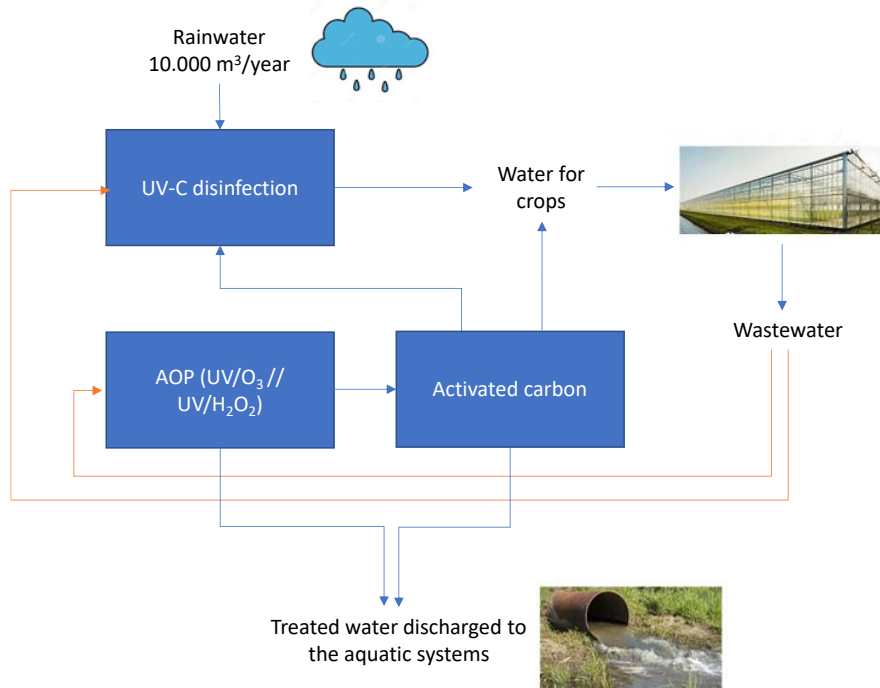 Rainwater
10.000 m³/year
UV-C disinfection
Water for
crops
Wastewater
AOP (UV/O₃ //
UV/H₂O₂)
Activated carbon
Treated water discharged to
the aquatic systems